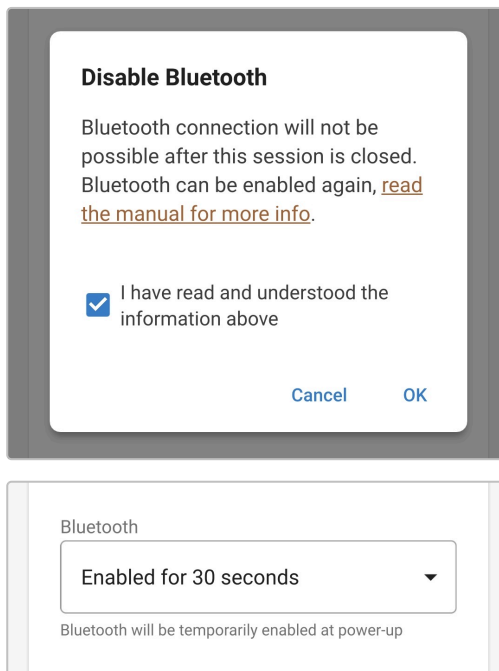 Disable Bluetooth
Bluetooth connection will not be
possible after this session is closed.
Bluetooth can be enabled again, read
the manual for more info.
I have read and understood the
information above
Cancel OK
Bluetooth
Enabled for 30 seconds
Bluetooth will be temporarily enabled at power-up